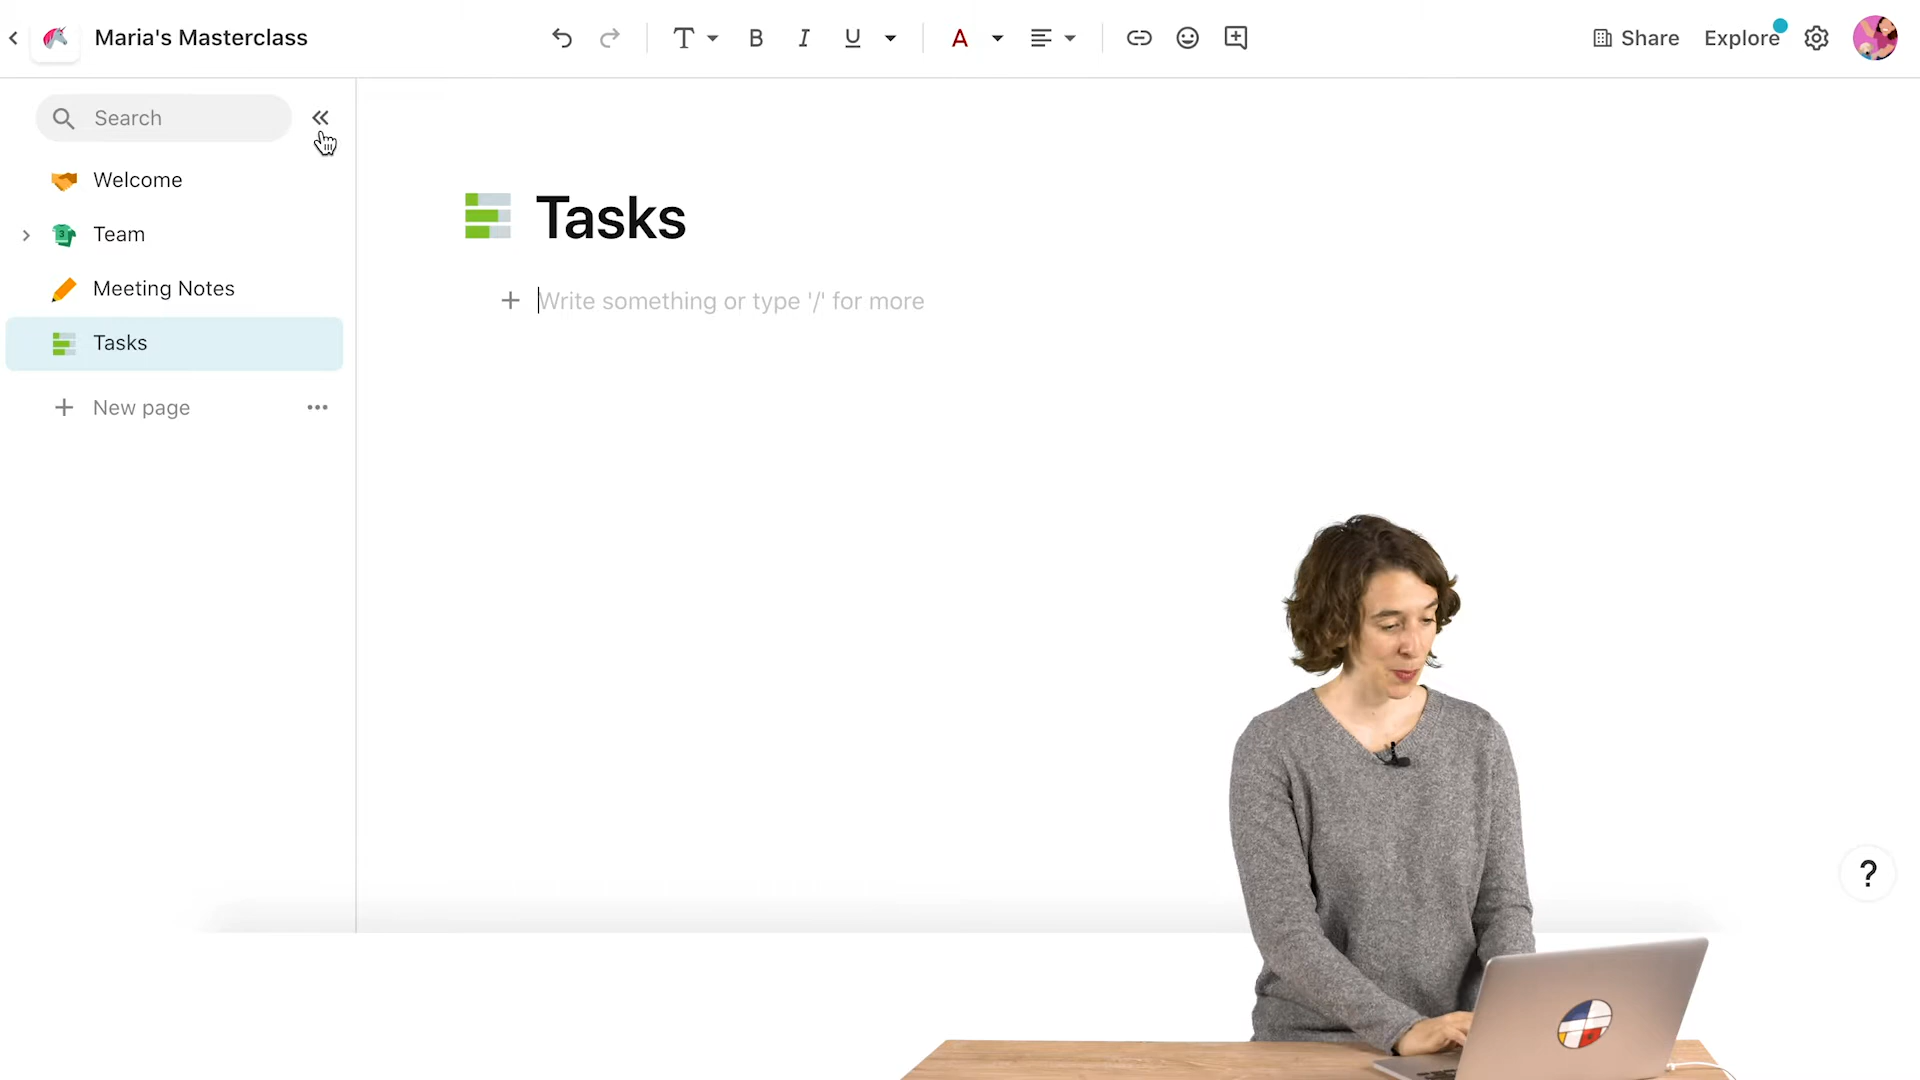 Maria's Masterclass
T B I U A
Share
Explore
Search
Welcome
3
Team
Meeting Notes
Tasks
New page
Tasks
Write something or type '/' for more
?